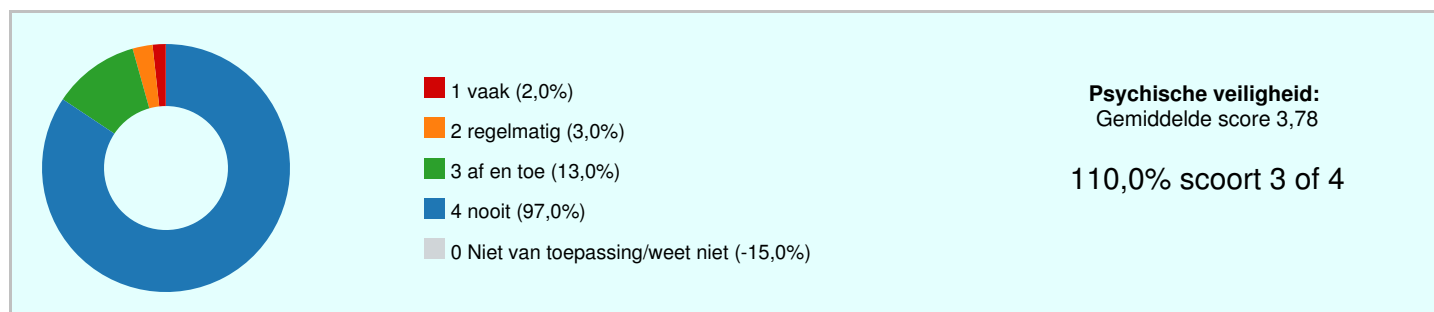 1 vaak (2,0%)
2 regelmatig (3,0%)
3 af en toe (13,0%)
4 nooit (97,0%)
0 Niet van toepassing/weet niet (-15,0%)
Psychische veiligheid:
Gemiddelde score 3,78
110,0% scoort 3 of 4